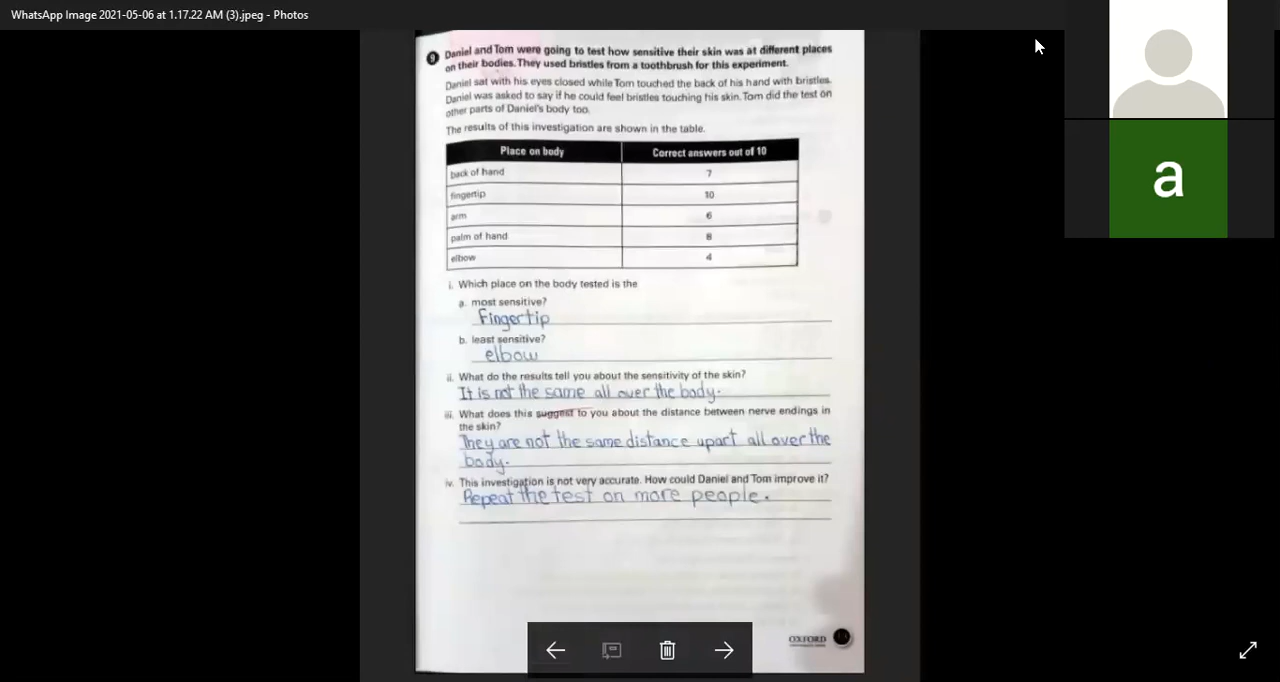 WhatsApp Image 2021-05-06 at 1.17.22 AM (3).jpeg - Photos
9 Daniel and Tom were going to test how sensitive their skin was at different places
on their bodies. They used bristles from a toothbrush for this experiment.
Daniel sat with his eyes closed while Tom touched the back of his hand with bristles.
Daniel was asked to say if he could feel bristles touching his skin. Tom did the test on
other parts of Daniel's body too.
The results of this investigation are shown in the table.
Place on body Correct answers out of 10
back of hand 7
fingertip 10
arm 6
palm of hand 8
elbow 4
i. Which place on the body tested is the
a. most sensitive?
Fingertip
b. least sensitive?
elbow
ii. What do the results tell you about the sensitivity of the skin?
It is not the same all over the body.
iii. What does this suggest to you about the distance between nerve endings in
the skin?
They are not the same distance upart all over the
body.
iv. This investigation is not very accurate. How could Daniel and Tom improve it?
Repeat the test on more people.
OXFORD
a